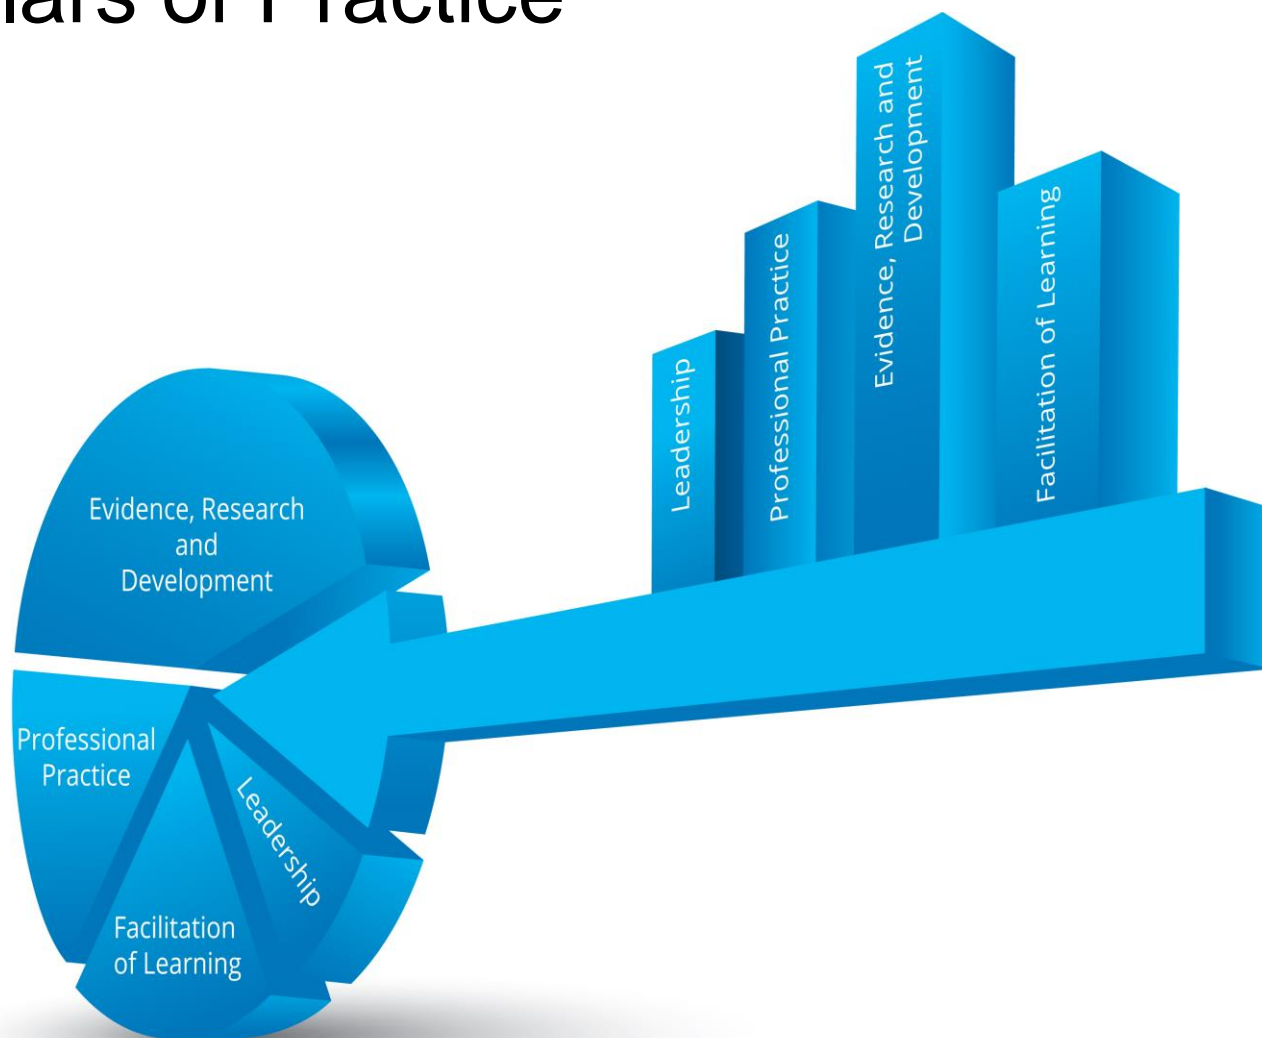 of Practice
Leadership
Professional Practice
Evidence, Research and
Development
Facilitation of Learning
Evidence, Research
and
Development
Professional
Practice
Leadership
Facilitation
of Learning